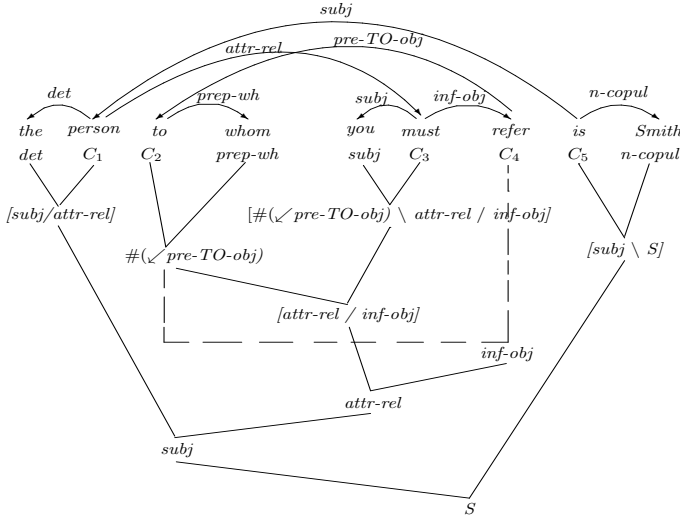 subj
attr-rel pre-TO-obj
det prep-wh subj inf-obj n-copul
the person to whom you must refer is Smith
det C1 C2 prep-wh subj C3 C4 C5 n-copul
[subj/attr-rel] [#(↙pre-TO-obj) \ attr-rel / inf-obj]
#(↙pre-TO-obj) [subj \ S]
[attr-rel / inf-obj]
inf-obj
attr-rel
subj
S